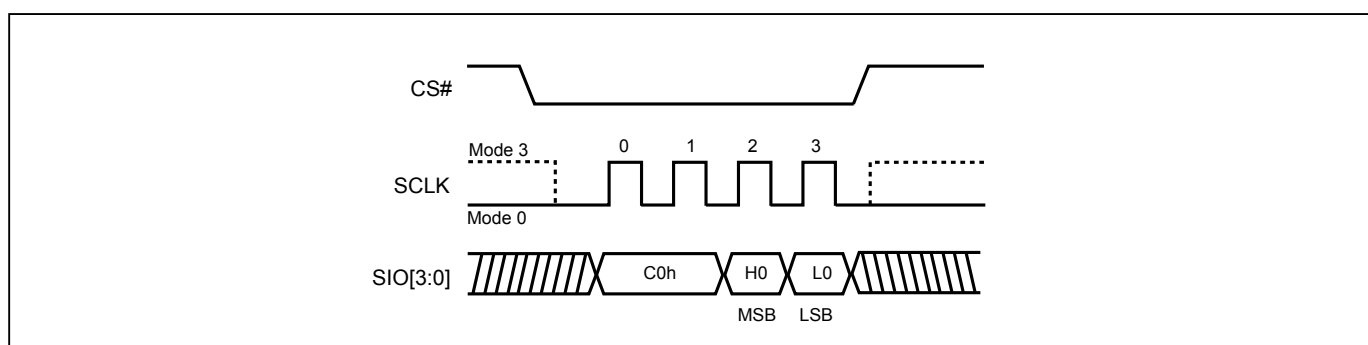 CS#
Mode 3
0 1 2 3
SCLK
Mode 0
SIO[3:0]
C0h H0 L0
MSB LSB